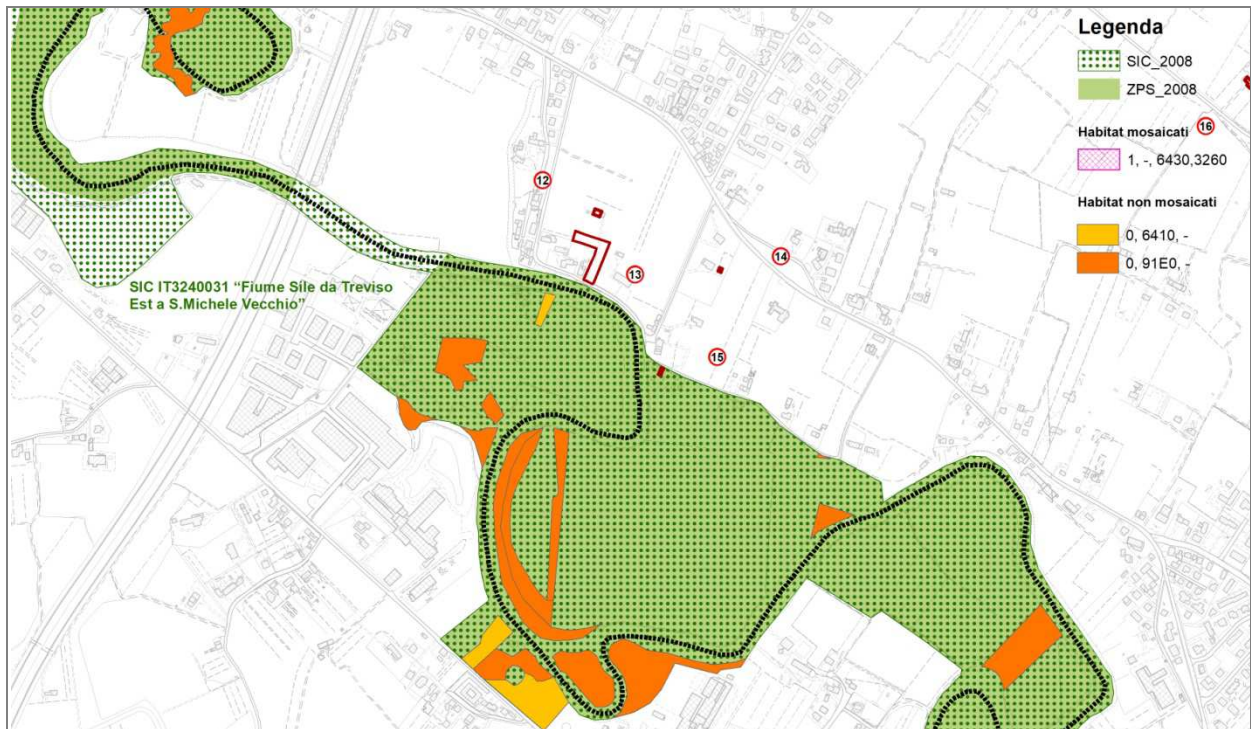 Legenda
SIC_2008
ZPS_2008
Habitat mosaicati
16
1, -, 6430,3260
Habitat non mosaicati
0, 6410, -
0, 91E0, -
12
13
14
15
SIC IT3240031 “Fiume Sile da Treviso
Est a S.Michele Vecchio”